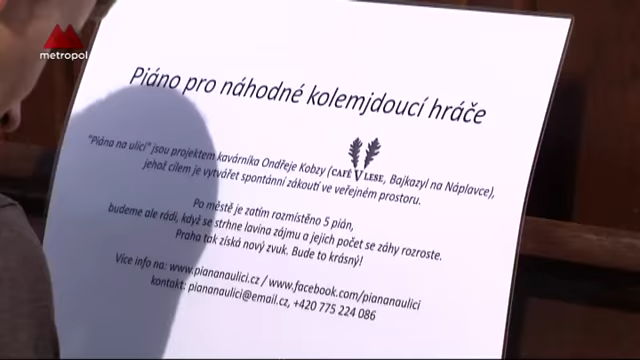 metropol
Piáno pro náhodné kolemjdoucí hráče
"Piána na ulici" jsou projektem kavárníka Ondřeje Kobzy (CAFÉ V LESE, Bajkazyl na Náplavce),
jehož cílem je vytvářet spontánní zákoutí ve veřejném prostoru.
Po městě je zatím rozmístěno 5 pián,
budeme ale rádi, když se strhne lavina zájmu a jejich počet se záhy rozroste.
Praha tak získá nový zvuk. Bude to krásný!
Více info na: www.piananaulici.cz / www.facebook.com/piananaulici
kontakt: piananaulici@email.cz, +420 775 224 086